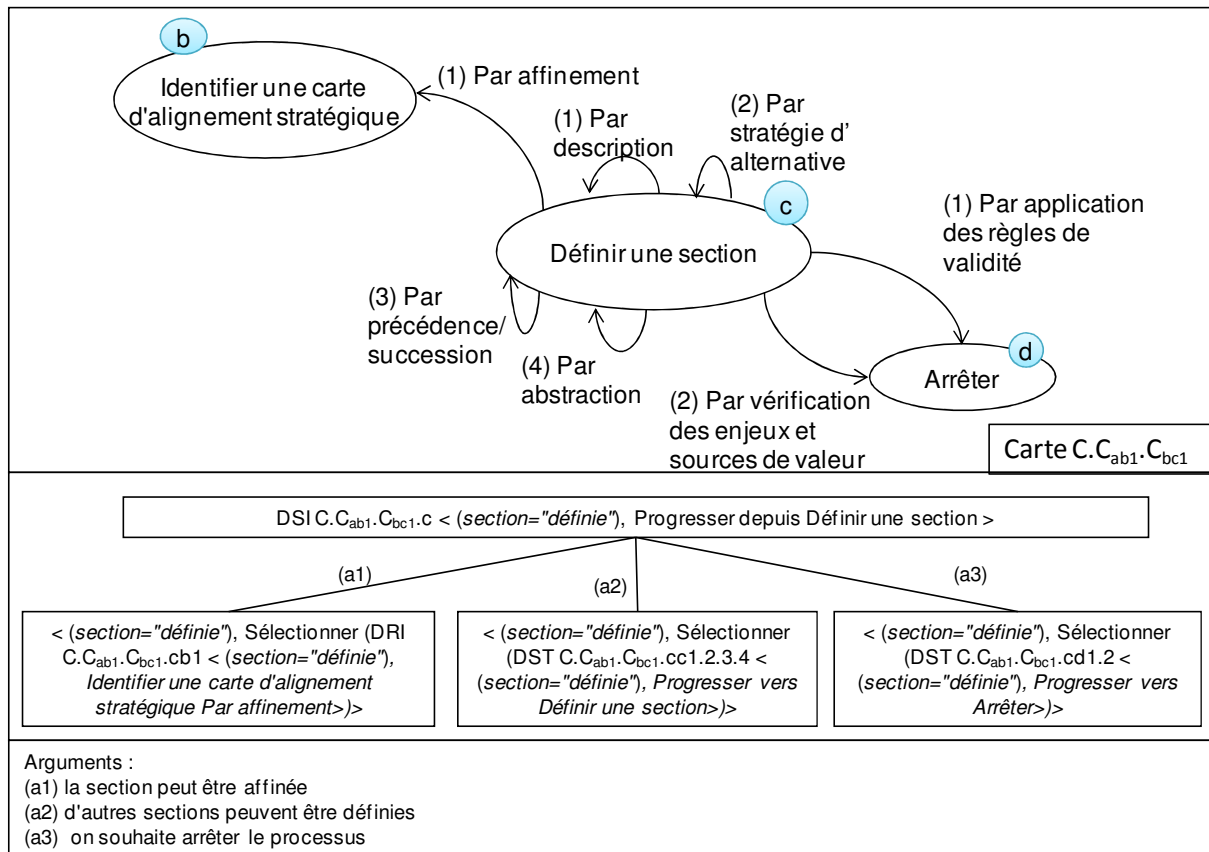 b
Identifier une carte
d'alignement stratégique
(1) Par affinement
(1) Par
description
(2) Par
stratégie d'
alternative
c
Définir une section
(1) Par application
des règles de
validité
(3) Par
précédence/
succession
(4) Par
abstraction
d
Arrêter
(2) Par vérification
des enjeux et
sources de valeur
Carte C.Cab1.Cbc1
DSI C.Cab1.Cbc1.c < (section="définie"), Progresser depuis Définir une section >
(a1)
(a2)
(a3)
< (section="définie"), Sélectionner (DRI
C.Cab1.Cbc1.cb1 < (section="définie"),
Identifier une carte d'alignement
stratégique Par affinement>)>
< (section="définie"), Sélectionner
(DST C.Cab1.Cbc1.cc1.2.3.4 <
(section="définie"), Progresser vers
Définir une section>)>
< (section="définie"), Sélectionner
(DST C.Cab1.Cbc1.cd1.2 <
(section="définie"), Progresser vers
Arrêter>)>
Arguments :
(a1) la section peut être affinée
(a2) d'autres sections peuvent être définies
(a3) on souhaite arrêter le processus